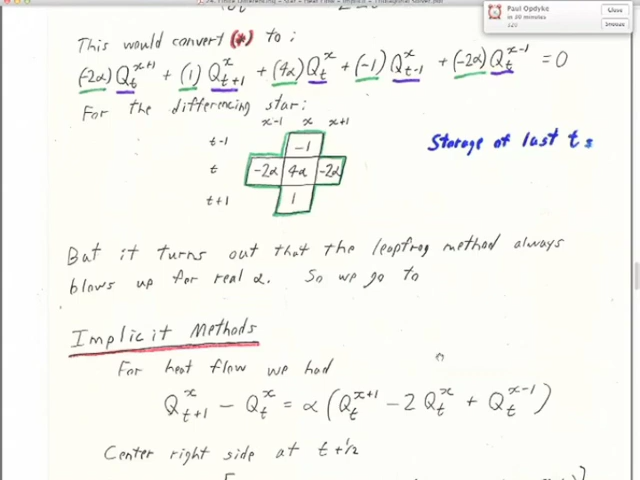 Paul Opdyke
in 20 minutes
120
Close
Snooze
This would convert (*) to:
(-2α) Q_t^{x+1} + (1) Q_{t+1}^x + (4α) Q_t^x + (-1) Q_{t-1}^x + (-2α) Q_t^{x-1} = 0
For the differencing star:
x-1 x x+1
t-1 -1
t -2α 4α -2α
t+1 1
Storage of last t s
But it turns out that the leapfrog method always
blows up for real α. So we go to
Implicit Methods
For heat flow we had
Q_{t+1}^x - Q_t^x = α (Q_t^{x+1} - 2 Q_t^x + Q_t^{x-1})
Center right side at t+1/2